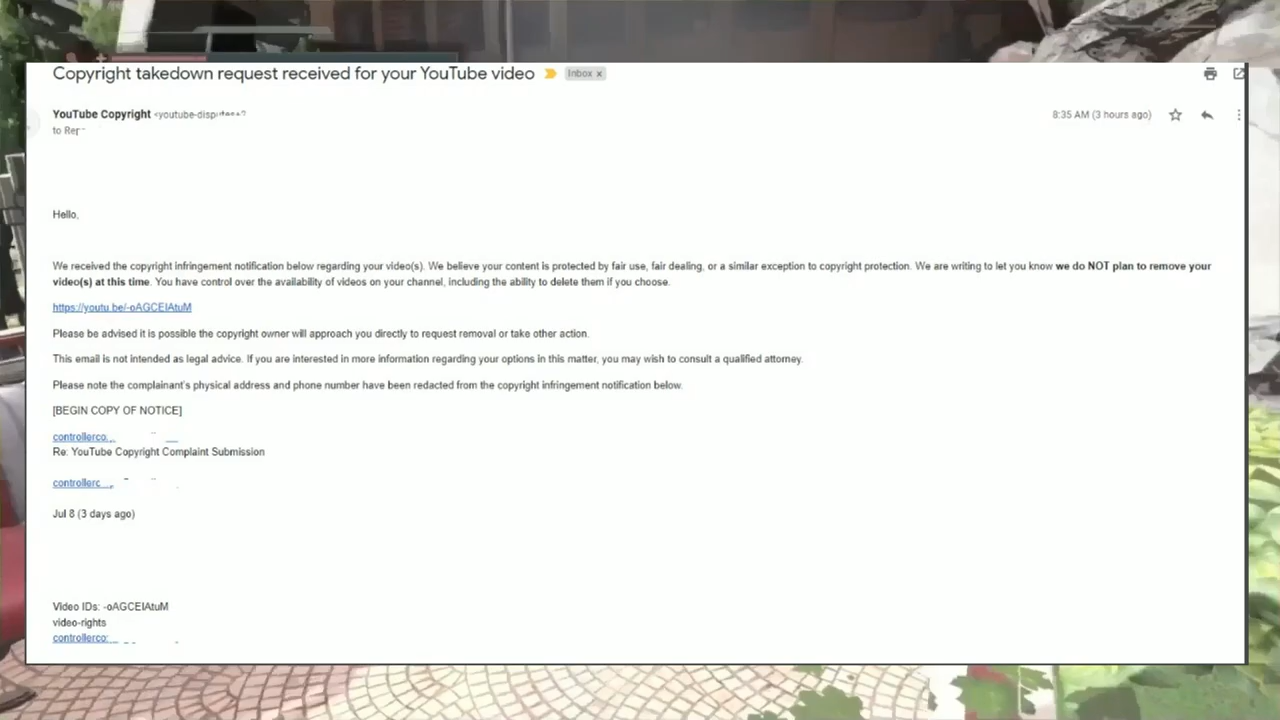 Copyright takedown request received for your YouTube video Inbox x
YouTube Copyright <youtube-disp
8:35 AM (3 hours ago)
to Rep
Hello,
We received the copyright infringement notification below regarding your video(s). We believe your content is protected by fair use, fair dealing, or a similar exception to copyright protection. We are writing to let you know we do NOT plan to remove your
video(s) at this time. You have control over the availability of videos on your channel, including the ability to delete them if you choose.
https://youtu.be/-oAGCEIAtuM
Please be advised it is possible the copyright owner will approach you directly to request removal or take other action.
This email is not intended as legal advice. If you are interested in more information regarding your options in this matter, you may wish to consult a qualified attorney.
Please note the complainant's physical address and phone number have been redacted from the copyright infringement notification below.
[BEGIN COPY OF NOTICE]
controllerco
Re: YouTube Copyright Complaint Submission
controllerc
Jul 8 (3 days ago)
Video IDs: -oAGCEIAtuM
video-rights
controllerco